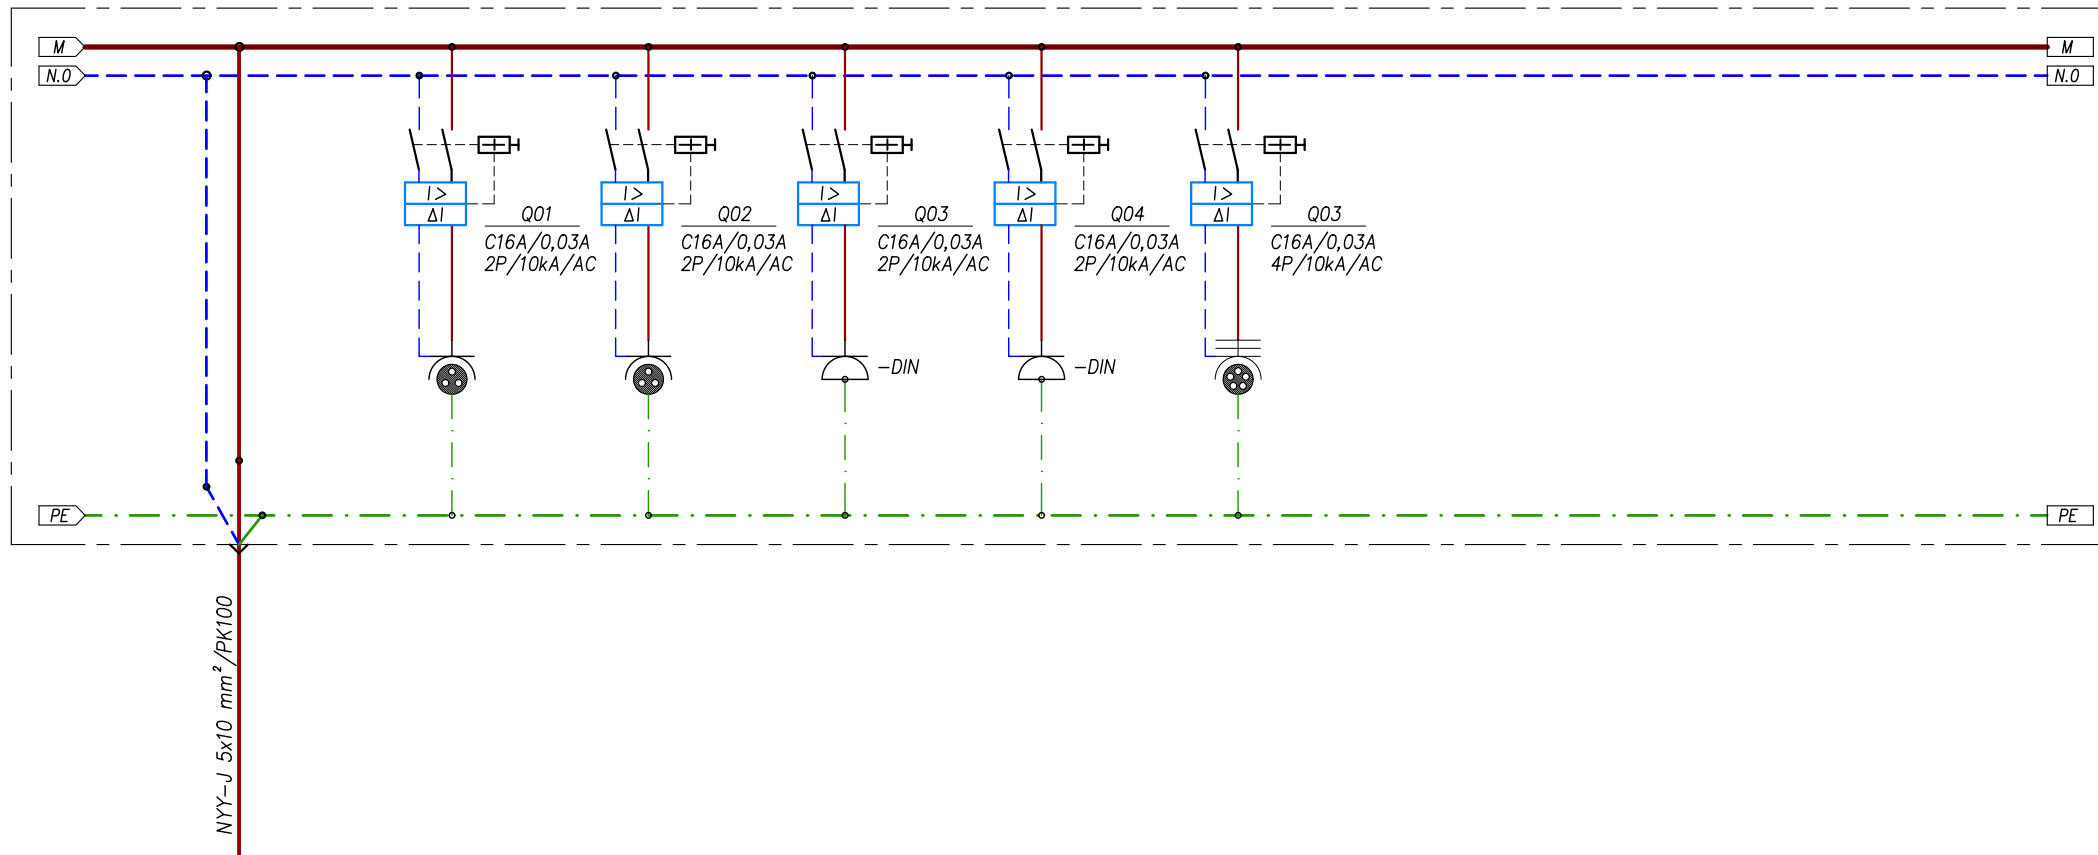 M
M
N.0
N.0
I >
ΔI
Q01
C16A/0,03A
2P/10kA/AC
I >
ΔI
Q02
C16A/0,03A
2P/10kA/AC
I >
ΔI
Q03
C16A/0,03A
2P/10kA/AC
I >
ΔI
Q04
C16A/0,03A
2P/10kA/AC
I >
ΔI
Q03
C16A/0,03A
4P/10kA/AC
-DIN
-DIN
PE
PE
NYY-J 5x10 mm²/PK100